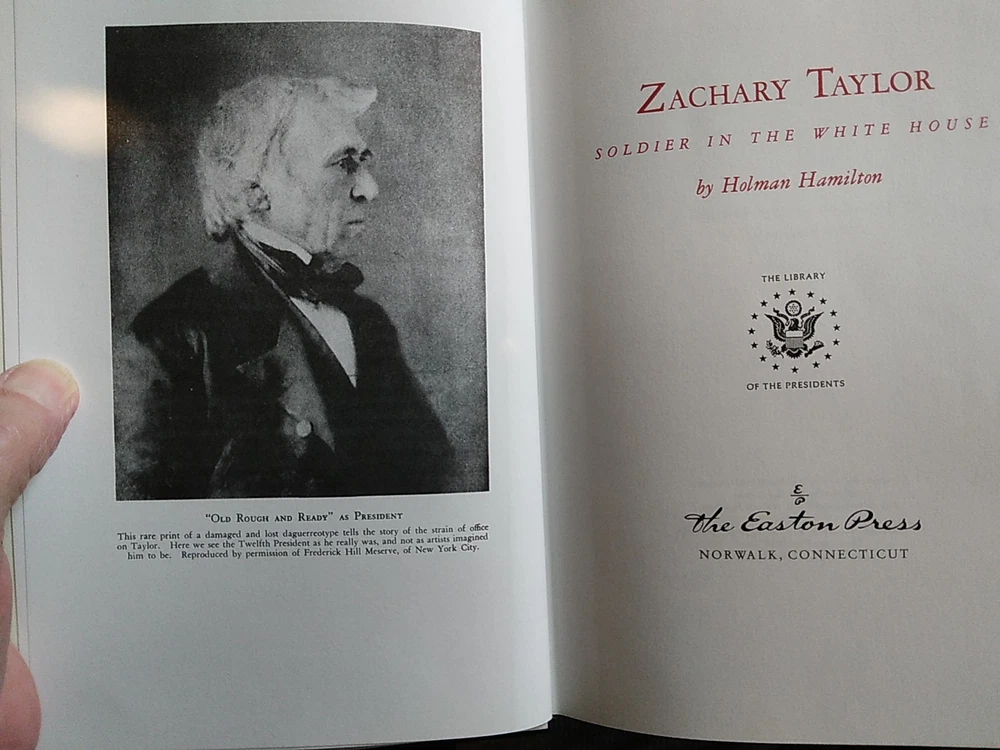 "Old Rough and Ready" as President
This rare print of a damaged and lost daguerreotype tells the story of the strain of office
on Taylor. Here we see the Twelfth President as he really was, and not as artists imagined
him to be. Reproduced by permission of Frederick Hill Meserve, of New York City.
ZACHARY TAYLOR
SOLDIER IN THE WHITE HOUSE
by Holman Hamilton
THE LIBRARY
OF THE PRESIDENTS
E
P
the Easton Press
NORWALK, CONNECTICUT